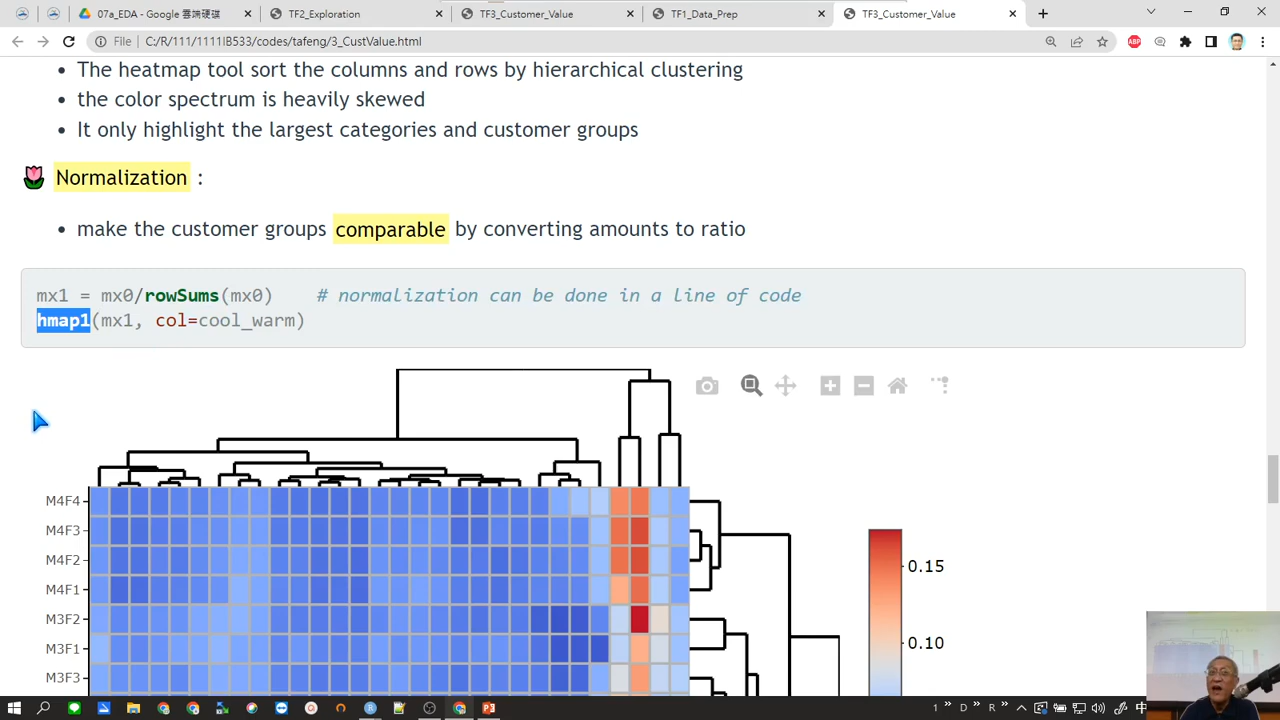 07a_EDA - Google 雲端硬碟
TF2_Exploration
TF3_Customer_Value
TF1_Data_Prep
TF3_Customer_Value
File
C:/R/111/1111IB533/codes/tafeng/3_CustValue.html
ABP
• The heatmap tool sort the columns and rows by hierarchical clustering
• the color spectrum is heavily skewed
• It only highlight the largest categories and customer groups
Normalization :
• make the customer groups comparable by converting amounts to ratio
mx1 = mx0/rowSums(mx0)    # normalization can be done in a line of code
hmap1(mx1, col=cool_warm)
M4F4
M4F3
M4F2
M4F1
M3F2
M3F1
M3F3
0.15
0.10
1 » D » R »
中